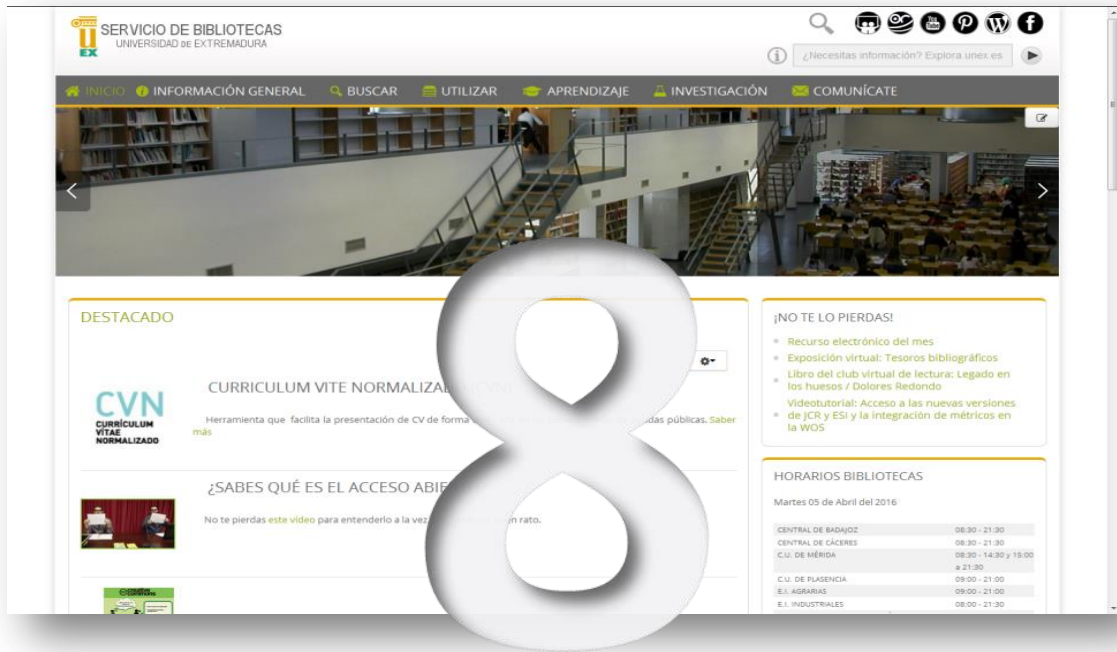 SERVICIO DE BIBLIOTECAS
UNIVERSIDAD DE EXTREMADURA
UEX
¿Necesitas información? Explora unex.es
INICIO INFORMACIÓN GENERAL BUSCAR UTILIZAR APRENDIZAJE INVESTIGACIÓN COMUNÍCATE
DESTACADO
CVN
CURRÍCULUM
VITAE
NORMALIZADO
CURRICULUM VITE NORMALIZA
Herramienta que facilita la presentación de CV de forma
das públicas. Saber
más
¿SABES QUÉ ES EL ACCESO ABIE
No te pierdas este vídeo para entenderlo a la vez
en rato.
creative
commons
8
¡NO TE LO PIERDAS!
Recurso electrónico del mes
Exposición virtual: Tesoros bibliográficos
Libro del club virtual de lectura: Legado en
los huesos / Dolores Redondo
Videotutorial: Acceso a las nuevas versiones
de JCR y ESI y la integración de métricos en
la WOS
HORARIOS BIBLIOTECAS
Martes 05 de Abril del 2016
CENTRAL DE BADAJOZ 08:30 - 21:30
CENTRAL DE CÁCERES 08:30 - 21:30
C.U. DE MÉRIDA 08:30 - 14:30 y 15:00
a 21:30
C.U. DE PLASENCIA 09:00 - 21:00
E.I. AGRARIAS 09:00 - 21:00
E.I. INDUSTRIALES 08:00 - 21:30